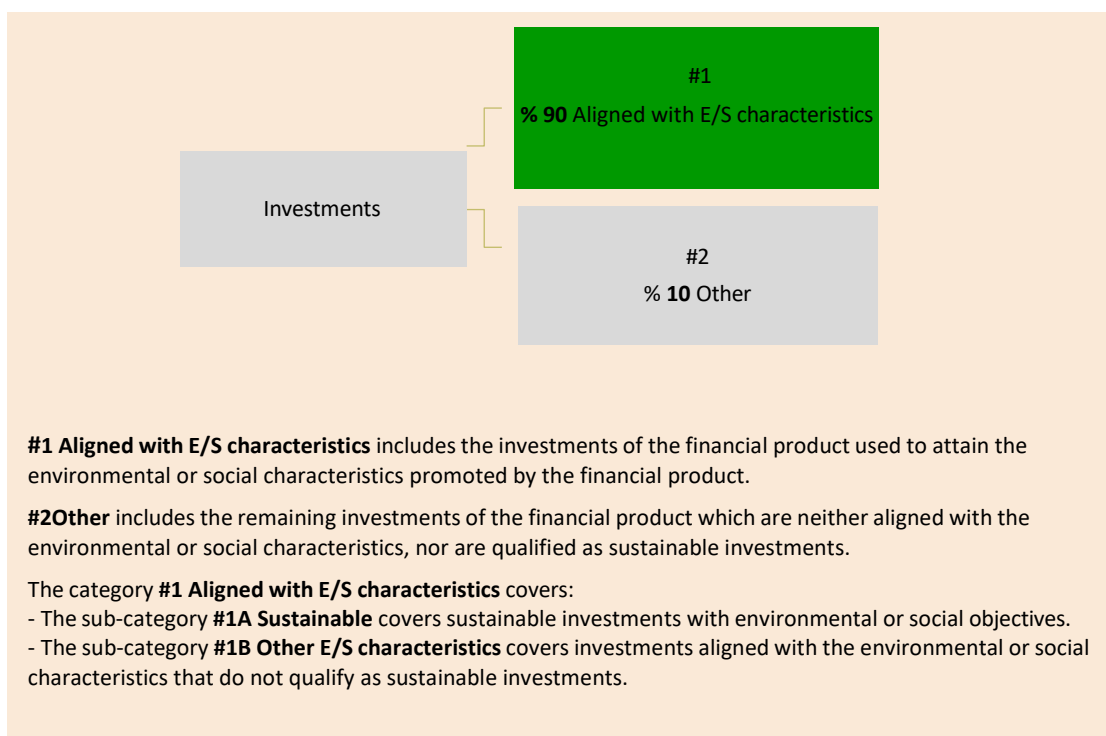 #1
% 90 Aligned with E/S characteristics
Investments
#2
% 10 Other
#1 Aligned with E/S characteristics includes the investments of the financial product used to attain the
environmental or social characteristics promoted by the financial product.
#2Other includes the remaining investments of the financial product which are neither aligned with the
environmental or social characteristics, nor are qualified as sustainable investments.
The category #1 Aligned with E/S characteristics covers:
- The sub-category #1A Sustainable covers sustainable investments with environmental or social objectives.
- The sub-category #1B Other E/S characteristics covers investments aligned with the environmental or social
characteristics that do not qualify as sustainable investments.